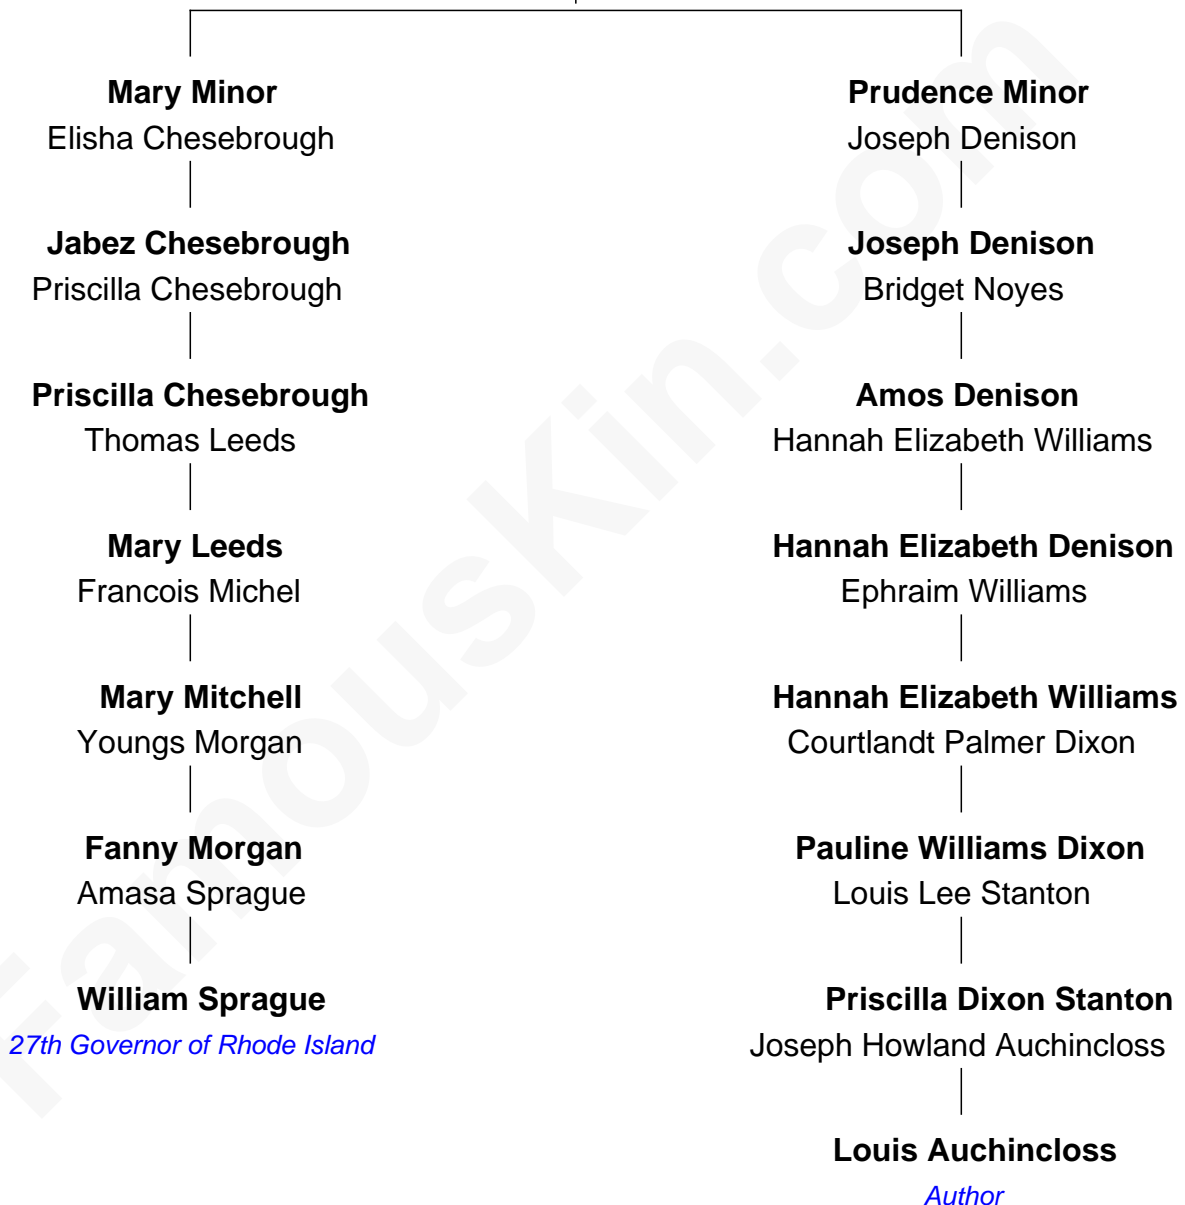 Mary Minor
Elisha Chesebrough
Jabez Chesebrough
Priscilla Chesebrough
Priscilla Chesebrough
Thomas Leeds
Mary Leeds
Francois Michel
Mary Mitchell
Youngs Morgan
Fanny Morgan
Amasa Sprague
William Sprague
27th Governor of Rhode Island
Prudence Minor
Joseph Denison
Joseph Denison
Bridget Noyes
Amos Denison
Hannah Elizabeth Williams
Hannah Elizabeth Denison
Ephraim Williams
Hannah Elizabeth Williams
Courtlandt Palmer Dixon
Pauline Williams Dixon
Louis Lee Stanton
Priscilla Dixon Stanton
Joseph Howland Auchincloss
Louis Auchincloss
Author
FamousKin.com